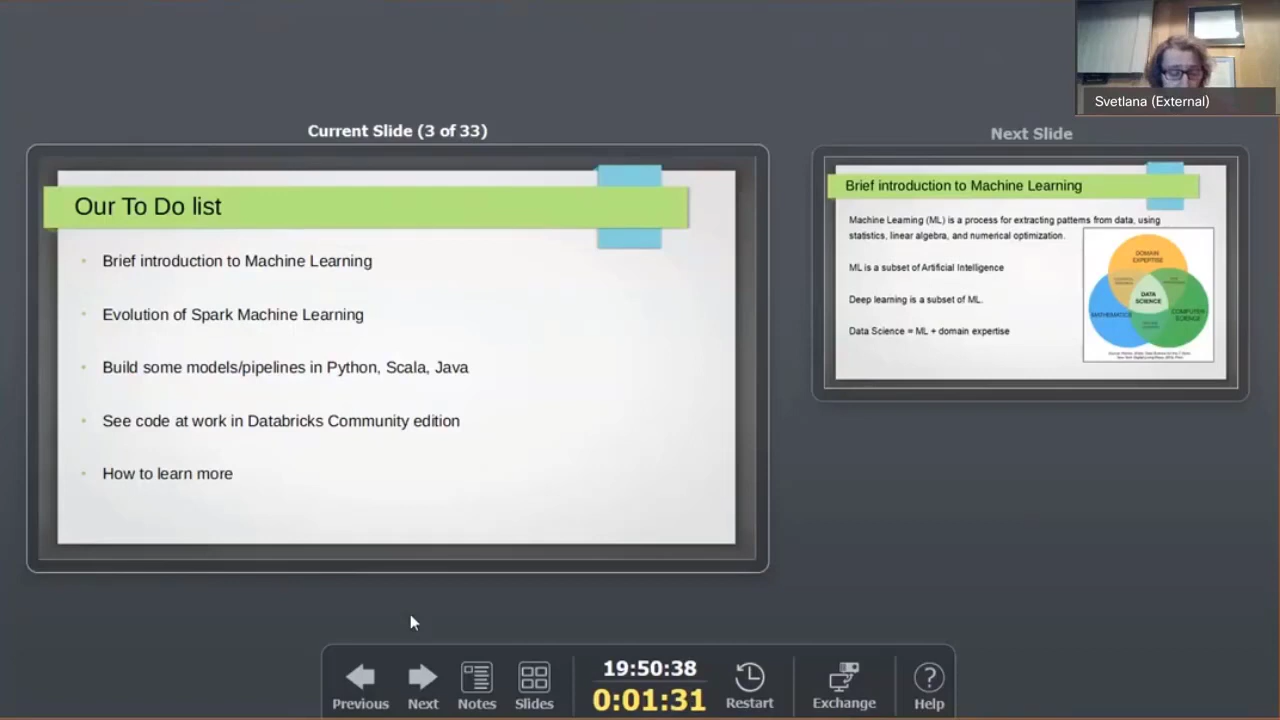 Svetlana (External)
Current Slide (3 of 33)
Our To Do list
Brief introduction to Machine Learning
Evolution of Spark Machine Learning
Build some models/pipelines in Python, Scala, Java
See code at work in Databricks Community edition
How to learn more
Next Slide
Brief introduction to Machine Learning
Machine Learning (ML) is a process for extracting patterns from data, using
statistics, linear algebra, and numerical optimization.
ML is a subset of Artificial Intelligence
Deep learning is a subset of ML.
Data Science = ML + domain expertise
DOMAIN
EXPERTISE
DATA
SCIENCE
MATHEMATICS
COMPUTER
SCIENCE
Previous
Next
Notes
Slides
19:50:38
0:01:31
Restart
Exchange
?
Help